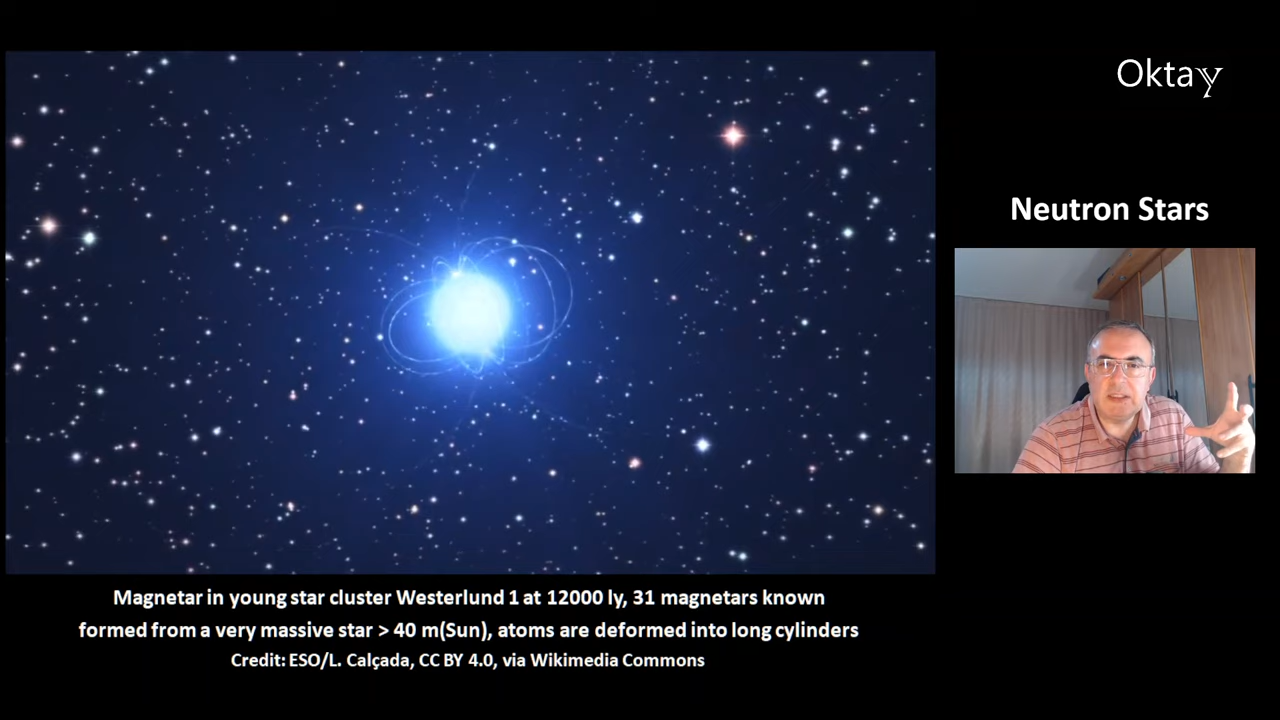 Oktay
Neutron Stars
Magnetar in young star cluster Westerlund 1 at 12000 ly, 31 magnetars known
formed from a very massive star > 40 m(Sun), atoms are deformed into long cylinders
Credit: ESO/L. Calçada, CC BY 4.0, via Wikimedia Commons